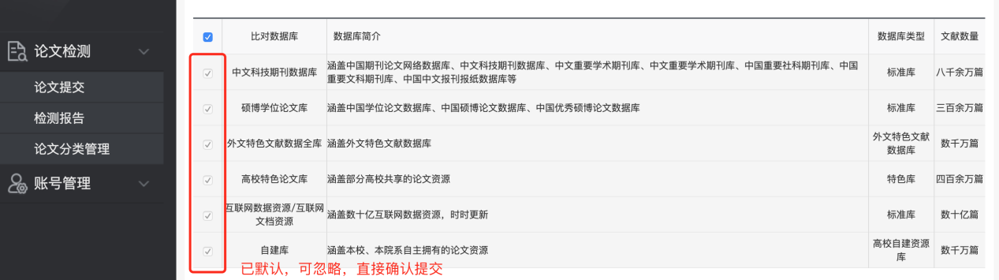 论文检测
论文提交
检测报告
论文分类管理
账号管理
比对数据库 数据库简介 数据库类型 文献数量
中文科技期刊数据库 涵盖中国期刊论文网络数据库、中文科技期刊数据库、中文重要学术期刊库、中文重要学术期刊库、中国重要社科期刊库、中国
重要文科期刊库、中国中文报刊报纸数据库等 标准库 八千余万篇
硕博学位论文库 涵盖中国学位论文数据库、中国硕博论文数据库、中国优秀硕博论文数据库 标准库 三百余万篇
外文特色文献数据全库 涵盖外文特色文献数据库 外文特色文献
数据库 数千万篇
高校特色论文库 涵盖部分高校共享的论文资源 特色库 四百余万篇
互联网数据资源/互联网
文档资源 涵盖数十亿互联网数据资源，时时更新 标准库 数十亿篇
自建库 涵盖本校、本院系自主拥有的论文资源 高校自建资源
库 数千万篇
已默认，可忽略，直接确认提交